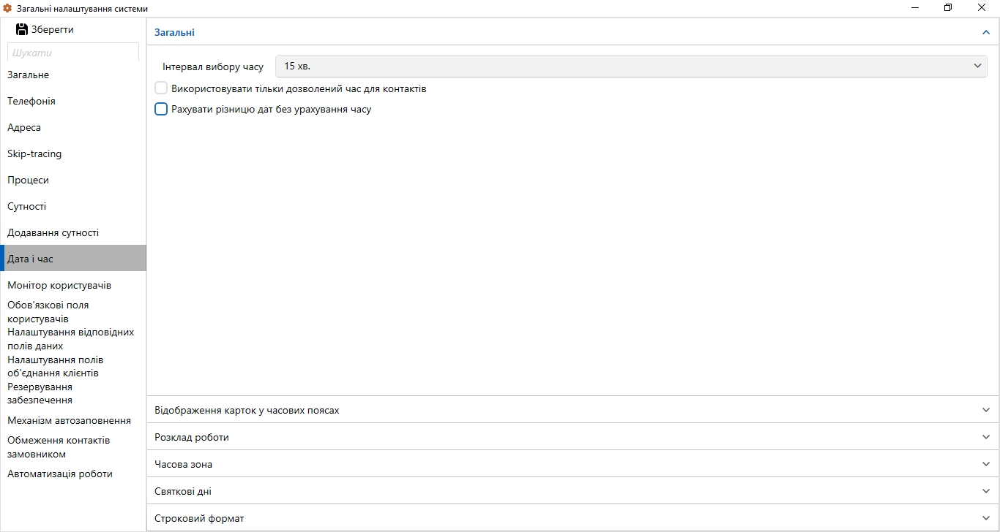 Загальні налаштування системи
Зберегти
Шукати
Загальне
Телефонія
Адреса
Skip-tracing
Процеси
Сутності
Додавання сутності
Дата і час
Монітор користувачів
Обов'язкові поля
користувачів
Налаштування відповідних
полів даних
Налаштування полів
об'єднання клієнтів
Резервування
забезпечення
Механізм автозаповнення
Обмеження контактів
замовником
Автоматизація роботи
Загальні
Інтервал вибору часу 15 хв.
Використовувати тільки дозволений час для контактів
Рахувати різницю дат без урахування часу
Відображення карток у часових поясах
Розклад роботи
Часова зона
Святкові дні
Строковий формат